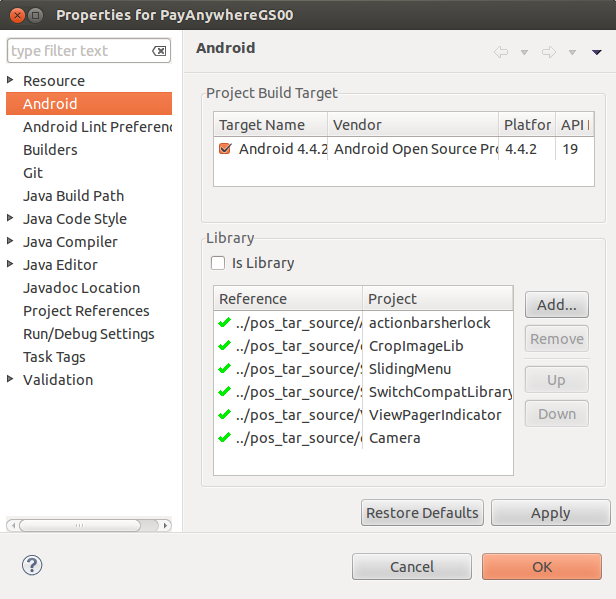 Properties for PayAnywhereGS00
type filter text
Resource
Android
Android Lint Preferenc
Builders
Git
Java Build Path
Java Code Style
Java Compiler
Java Editor
Javadoc Location
Project References
Run/Debug Settings
Task Tags
Validation
Android
Project Build Target
Target Name Vendor Platfor API
Android 4.4.2 Android Open Source Pro 4.4.2 19
Library
Is Library
Reference Project
../pos_tar_source/ actionbarsherlock
../pos_tar_source/ CropImageLib
../pos_tar_source/ SlidingMenu
../pos_tar_source/ SwitchCompatLibrary
../pos_tar_source/ ViewPagerIndicator
../pos_tar_source/ Camera
Add...
Remove
Up
Down
Restore Defaults Apply
? Cancel OK